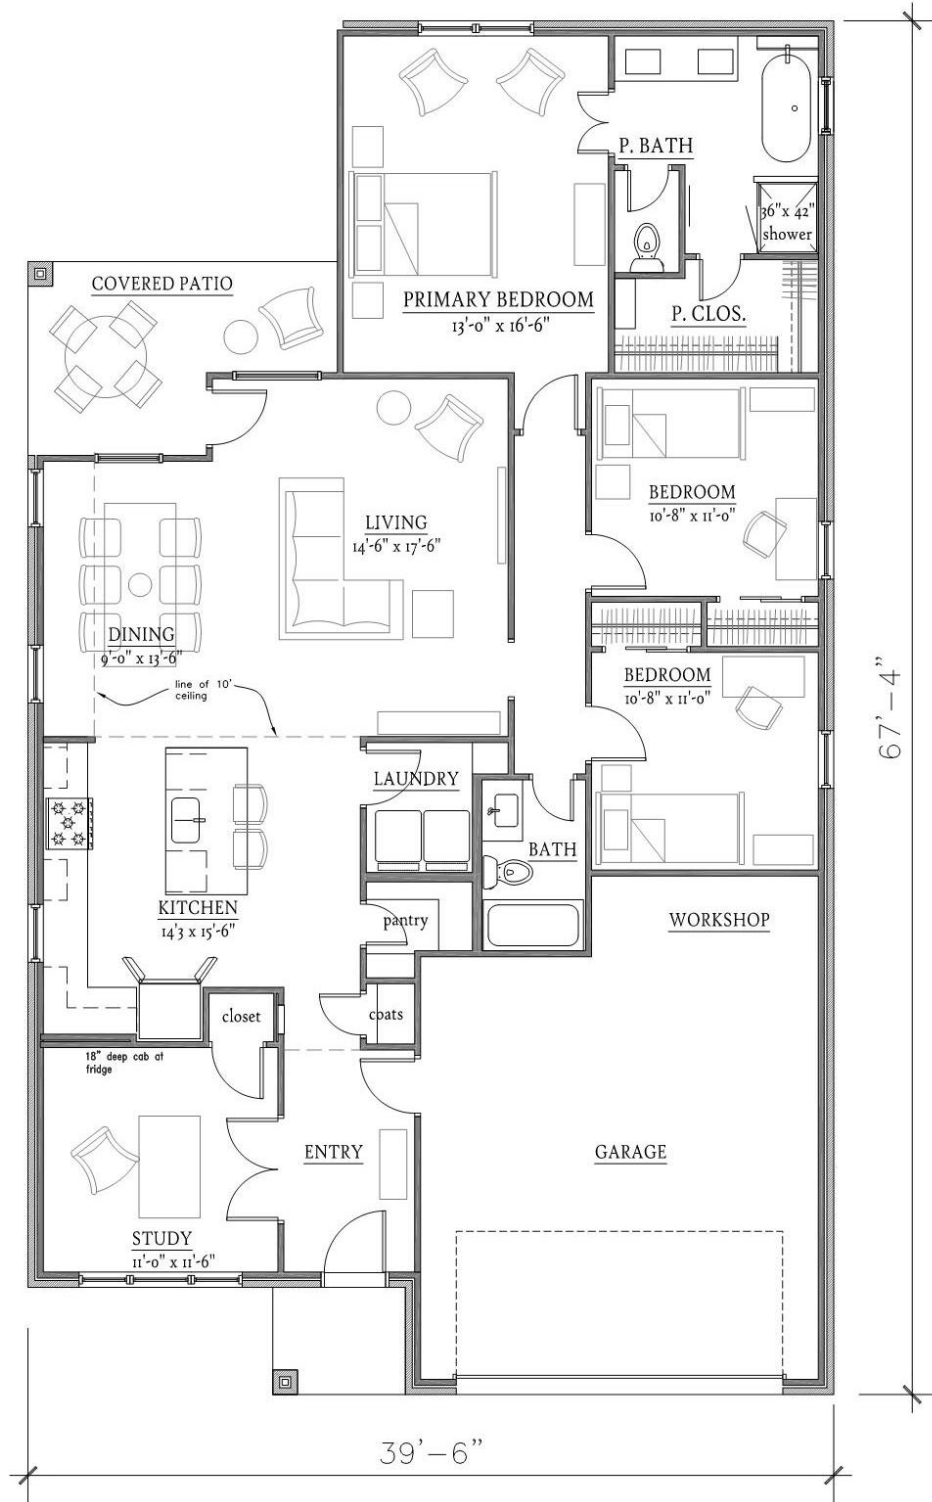 P. BATH
36"x 42"
shower
COVERED PATIO
PRIMARY BEDROOM
13'-0" x 16'-6"
P. CLOS.
BEDROOM
10'-8" x 11'-0"
LIVING
14'-6" x 17'-6"
DINING
9'-0" x 13'-6"
line of 10'
ceiling
BEDROOM
10'-8" x 11'-0"
67'-4"
LAUNDRY
BATH
KITCHEN
14'3 x 15'-6"
pantry
WORKSHOP
closet
coats
18" deep cab at
fridge
ENTRY
GARAGE
STUDY
11'-0" x 11'-6"
39'-6"